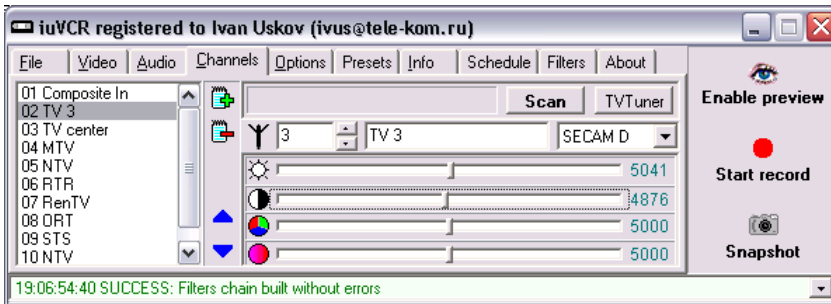 iuVCR registered to Ivan Uskov (ivus@tele-kom.ru)
File Video Audio Channels Options Presets Info Schedule Filters About
01 Composite In
02 TV 3
03 TV center
04 MTV
05 NTV
06 RTR
07 RenTV
08 ORT
09 STS
10 NTV
Scan TVTuner
3 TV 3 SECAM D
5041
4876
5000
5000
Enable preview
Start record
Snapshot
19:06:54:40 SUCCESS: Filters chain built without errors